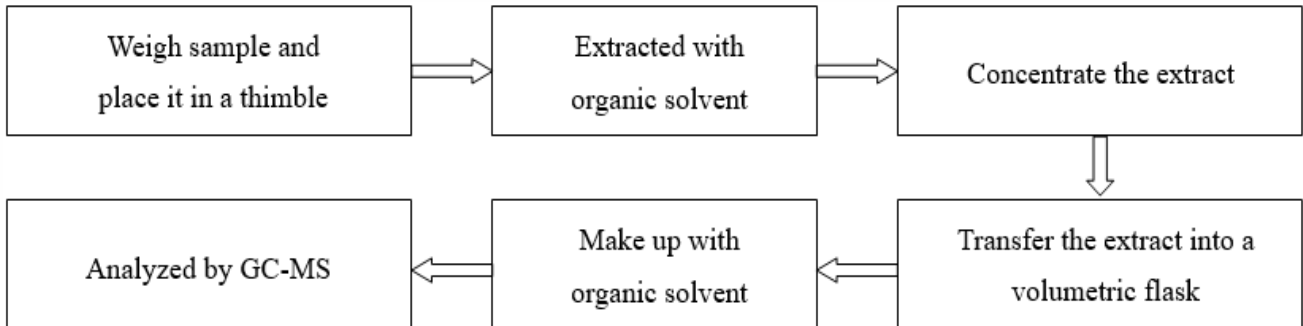 Weigh sample and
place it in a thimble
Extracted with
organic solvent
Concentrate the extract
Transfer the extract into a
volumetric flask
Make up with
organic solvent
Analyzed by GC-MS